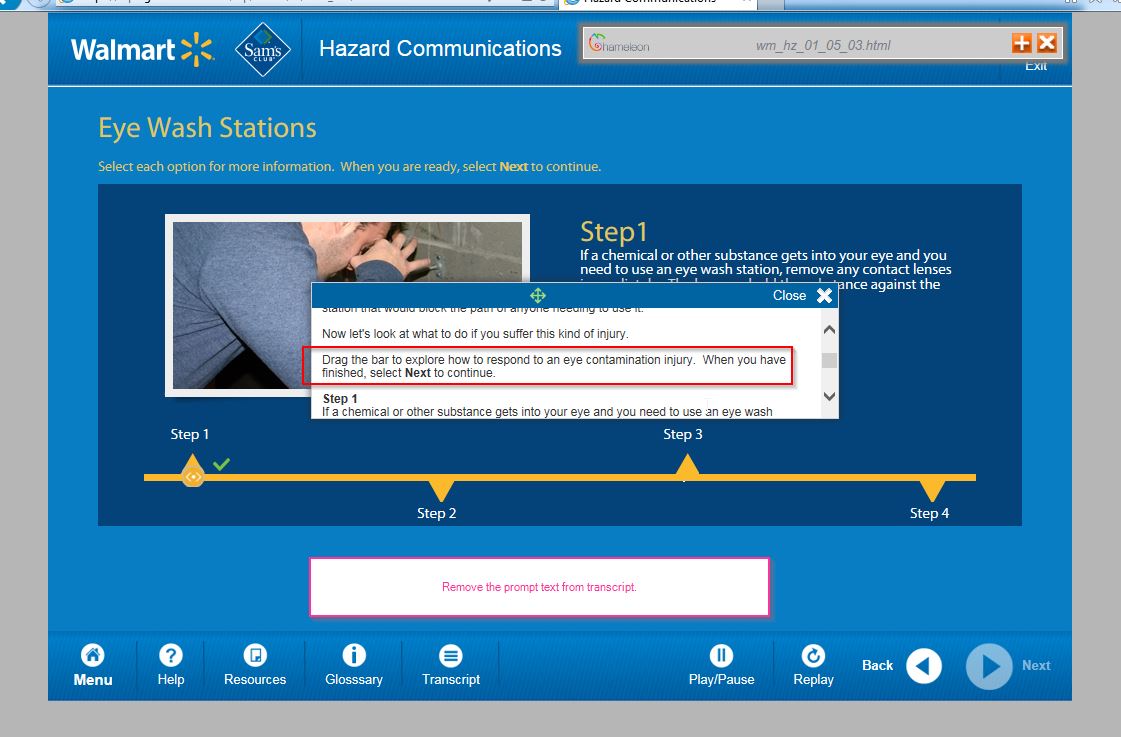 Hazard Communications
Walmart
Sam's
CLUB
Hazard Communications
Chameleon
wm_hz_01_05_03.html
Exit
Eye Wash Stations
Select each option for more information. When you are ready, select Next to continue.
Step1
If a chemical or other substance gets into your eye and you
need to use an eye wash station, remove any contact lenses
stance against the
Close
station that would block the path of anyone needing to use it.
Now let's look at what to do if you suffer this kind of injury.
Drag the bar to explore how to respond to an eye contamination injury. When you have
finished, select Next to continue.
Step 1
If a chemical or other substance gets into your eye and you need to use an eye wash
Step 1
Step 3
Step 2
Step 4
Remove the prompt text from transcript.
Menu
Help
Resources
Glosssary
Transcript
Play/Pause
Replay
Back
Next